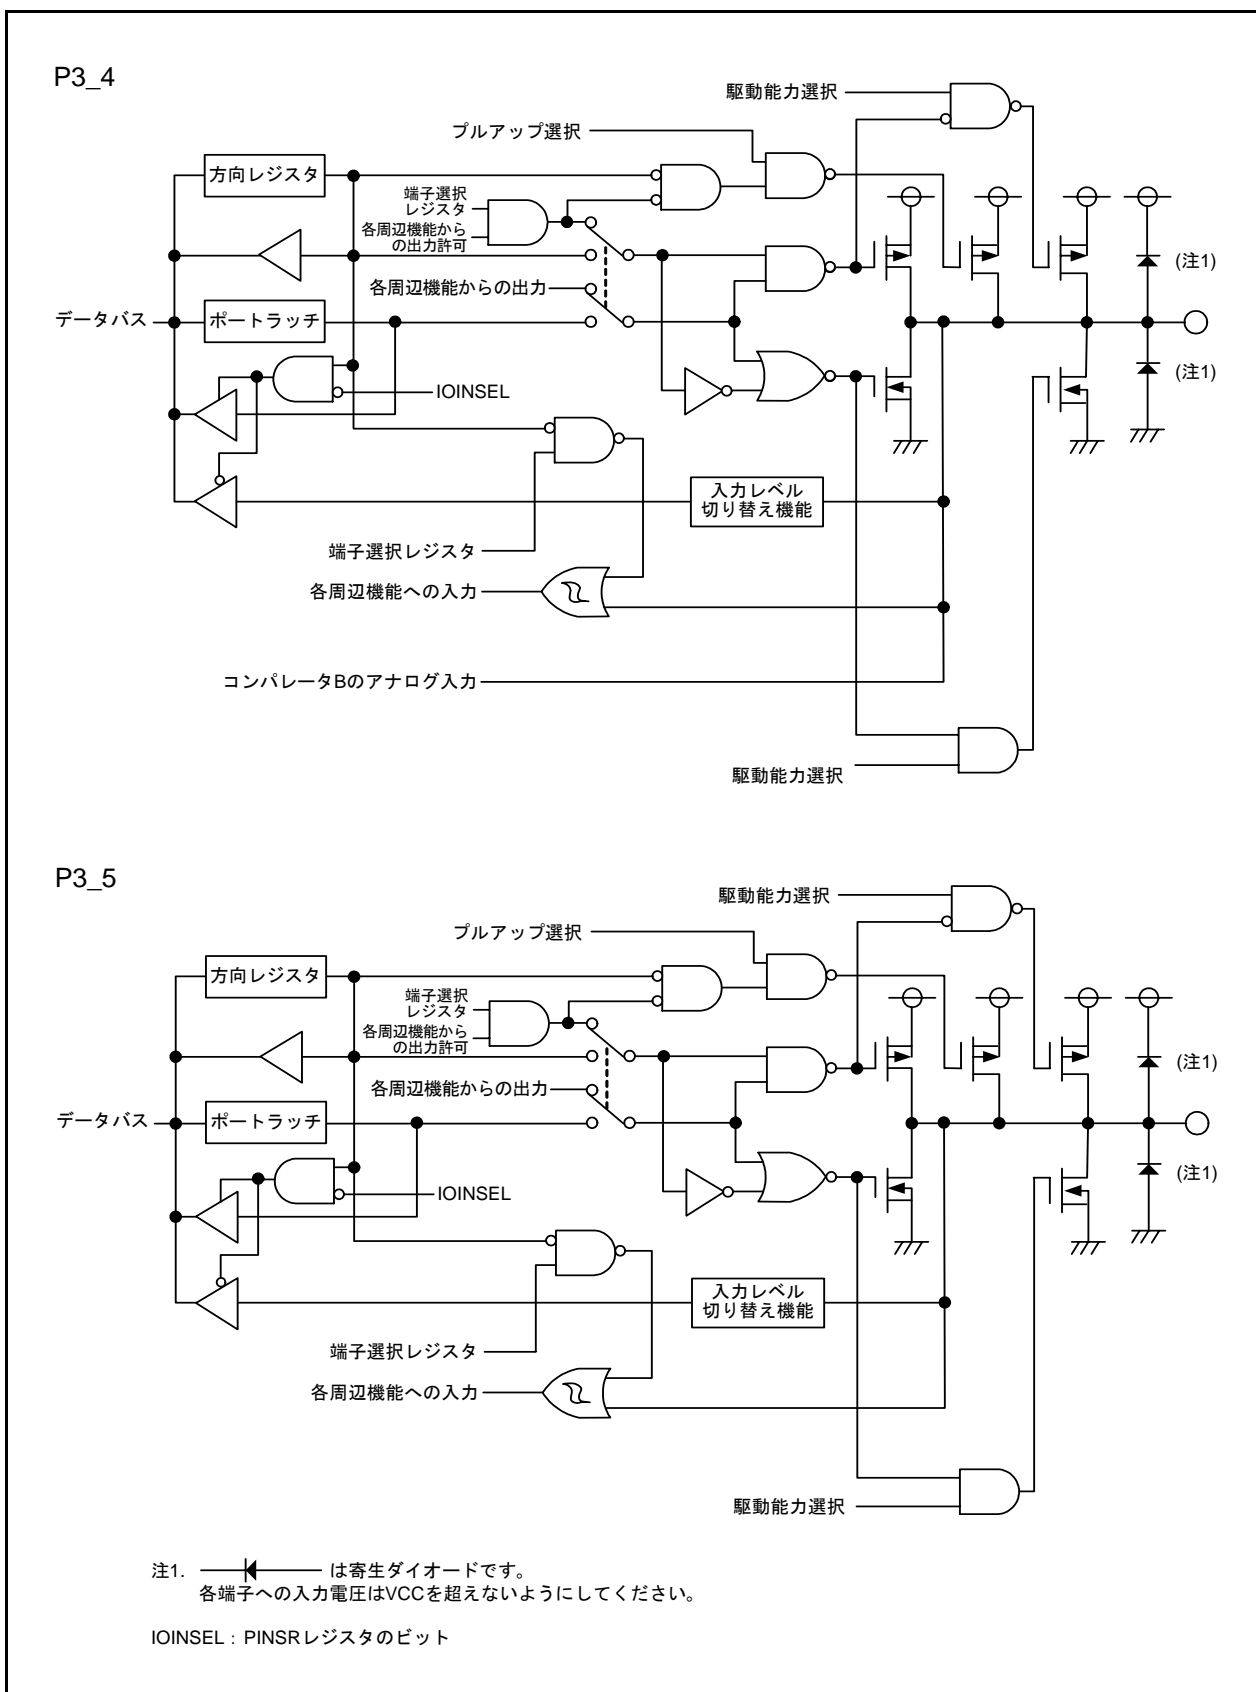 P3_4
駆動能力選択
プルアップ選択
方向レジスタ
端子選択
レジスタ
各周辺機能から
の出力許可
(注1)
各周辺機能からの出力
データバス
ポートラッチ
(注1)
IOINSEL
入力レベル
切り替え機能
端子選択レジスタ
各周辺機能への入力
コンパレータBのアナログ入力
駆動能力選択
P3_5
駆動能力選択
プルアップ選択
方向レジスタ
端子選択
レジスタ
各周辺機能から
の出力許可
(注1)
各周辺機能からの出力
データバス
ポートラッチ
(注1)
IOINSEL
入力レベル
切り替え機能
端子選択レジスタ
各周辺機能への入力
駆動能力選択
注1. は寄生ダイオードです。
各端子への入力電圧はVCCを超えないようにしてください。
IOINSEL：PINSRレジスタのビット